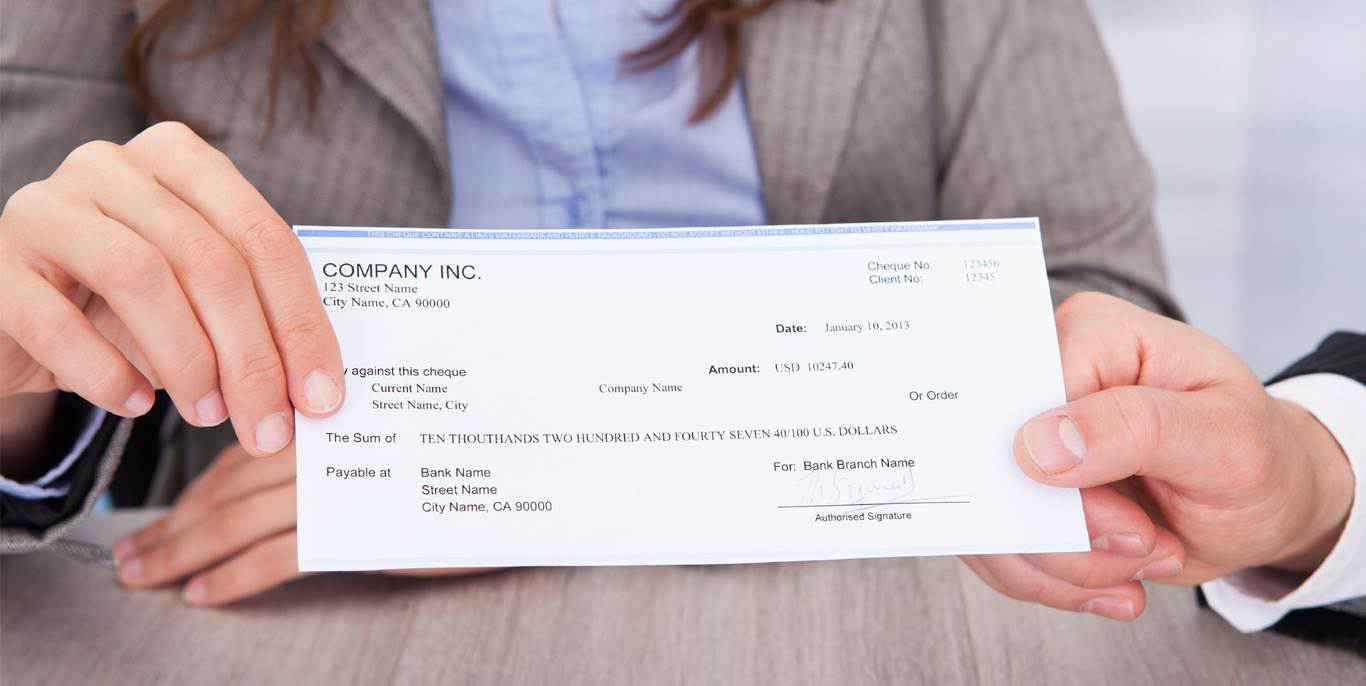 COMPANY INC.
123 Street Name
City Name, CA 90000
Cheque No: 123456
Client No: 12345
Date: January 10, 2013
against this cheque
Amount: USD 10247.40
Current Name
Company Name
Street Name, City
Or Order
The Sum of TEN THOUTHANDS TWO HUNDRED AND FOURTY SEVEN 40/100 U.S. DOLLARS
Payable at
Bank Name
Street Name
City Name, CA 90000
For: Bank Branch Name
Authorised Signature